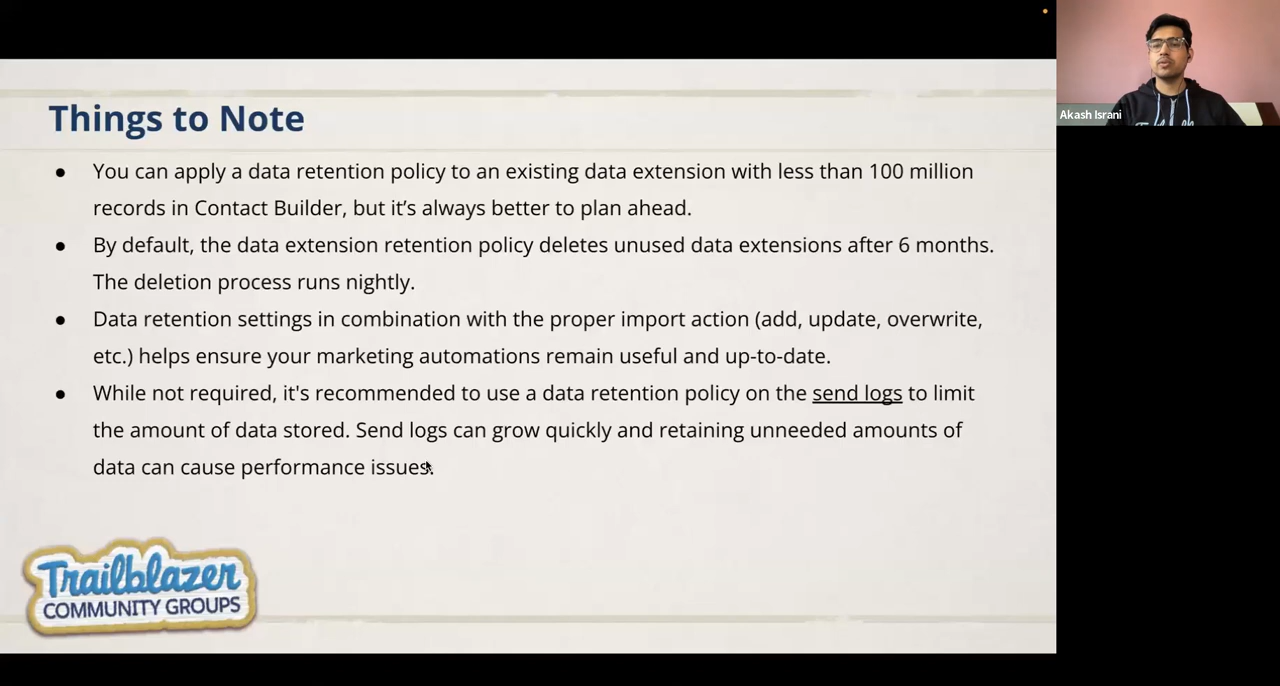 Things to Note
● You can apply a data retention policy to an existing data extension with less than 100 million
records in Contact Builder, but it’s always better to plan ahead.
● By default, the data extension retention policy deletes unused data extensions after 6 months.
The deletion process runs nightly.
● Data retention settings in combination with the proper import action (add, update, overwrite,
etc.) helps ensure your marketing automations remain useful and up-to-date.
● While not required, it's recommended to use a data retention policy on the send logs to limit
the amount of data stored. Send logs can grow quickly and retaining unneeded amounts of
data can cause performance issues.
Trailblazer
COMMUNITY GROUPS
Akash Israni